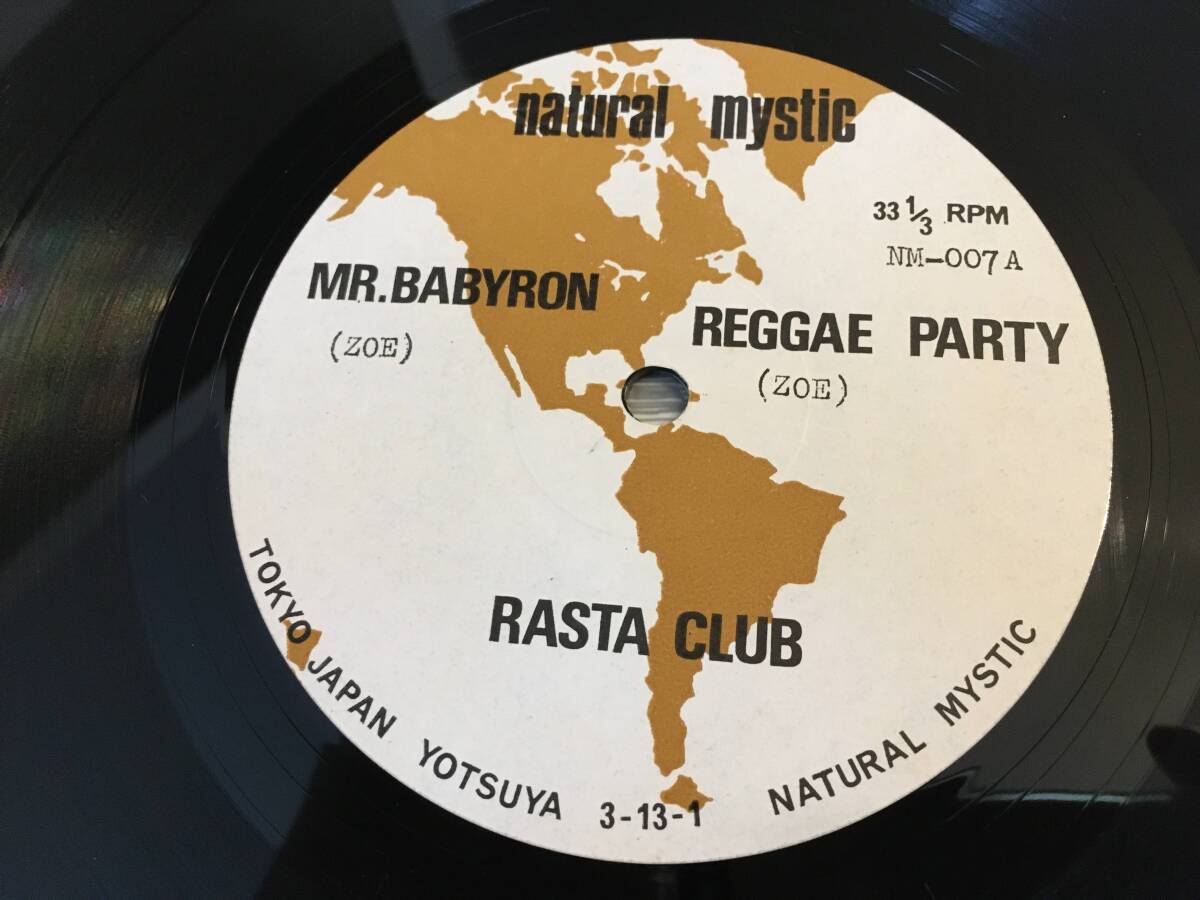 natural mystic
33 1/3 RPM
NM-007A
MR.BABYRON
(ZOE)
REGGAE PARTY
(ZOE)
RASTA CLUB
TOKYO JAPAN YOTSUYA 3-13-1 NATURAL MYSTIC